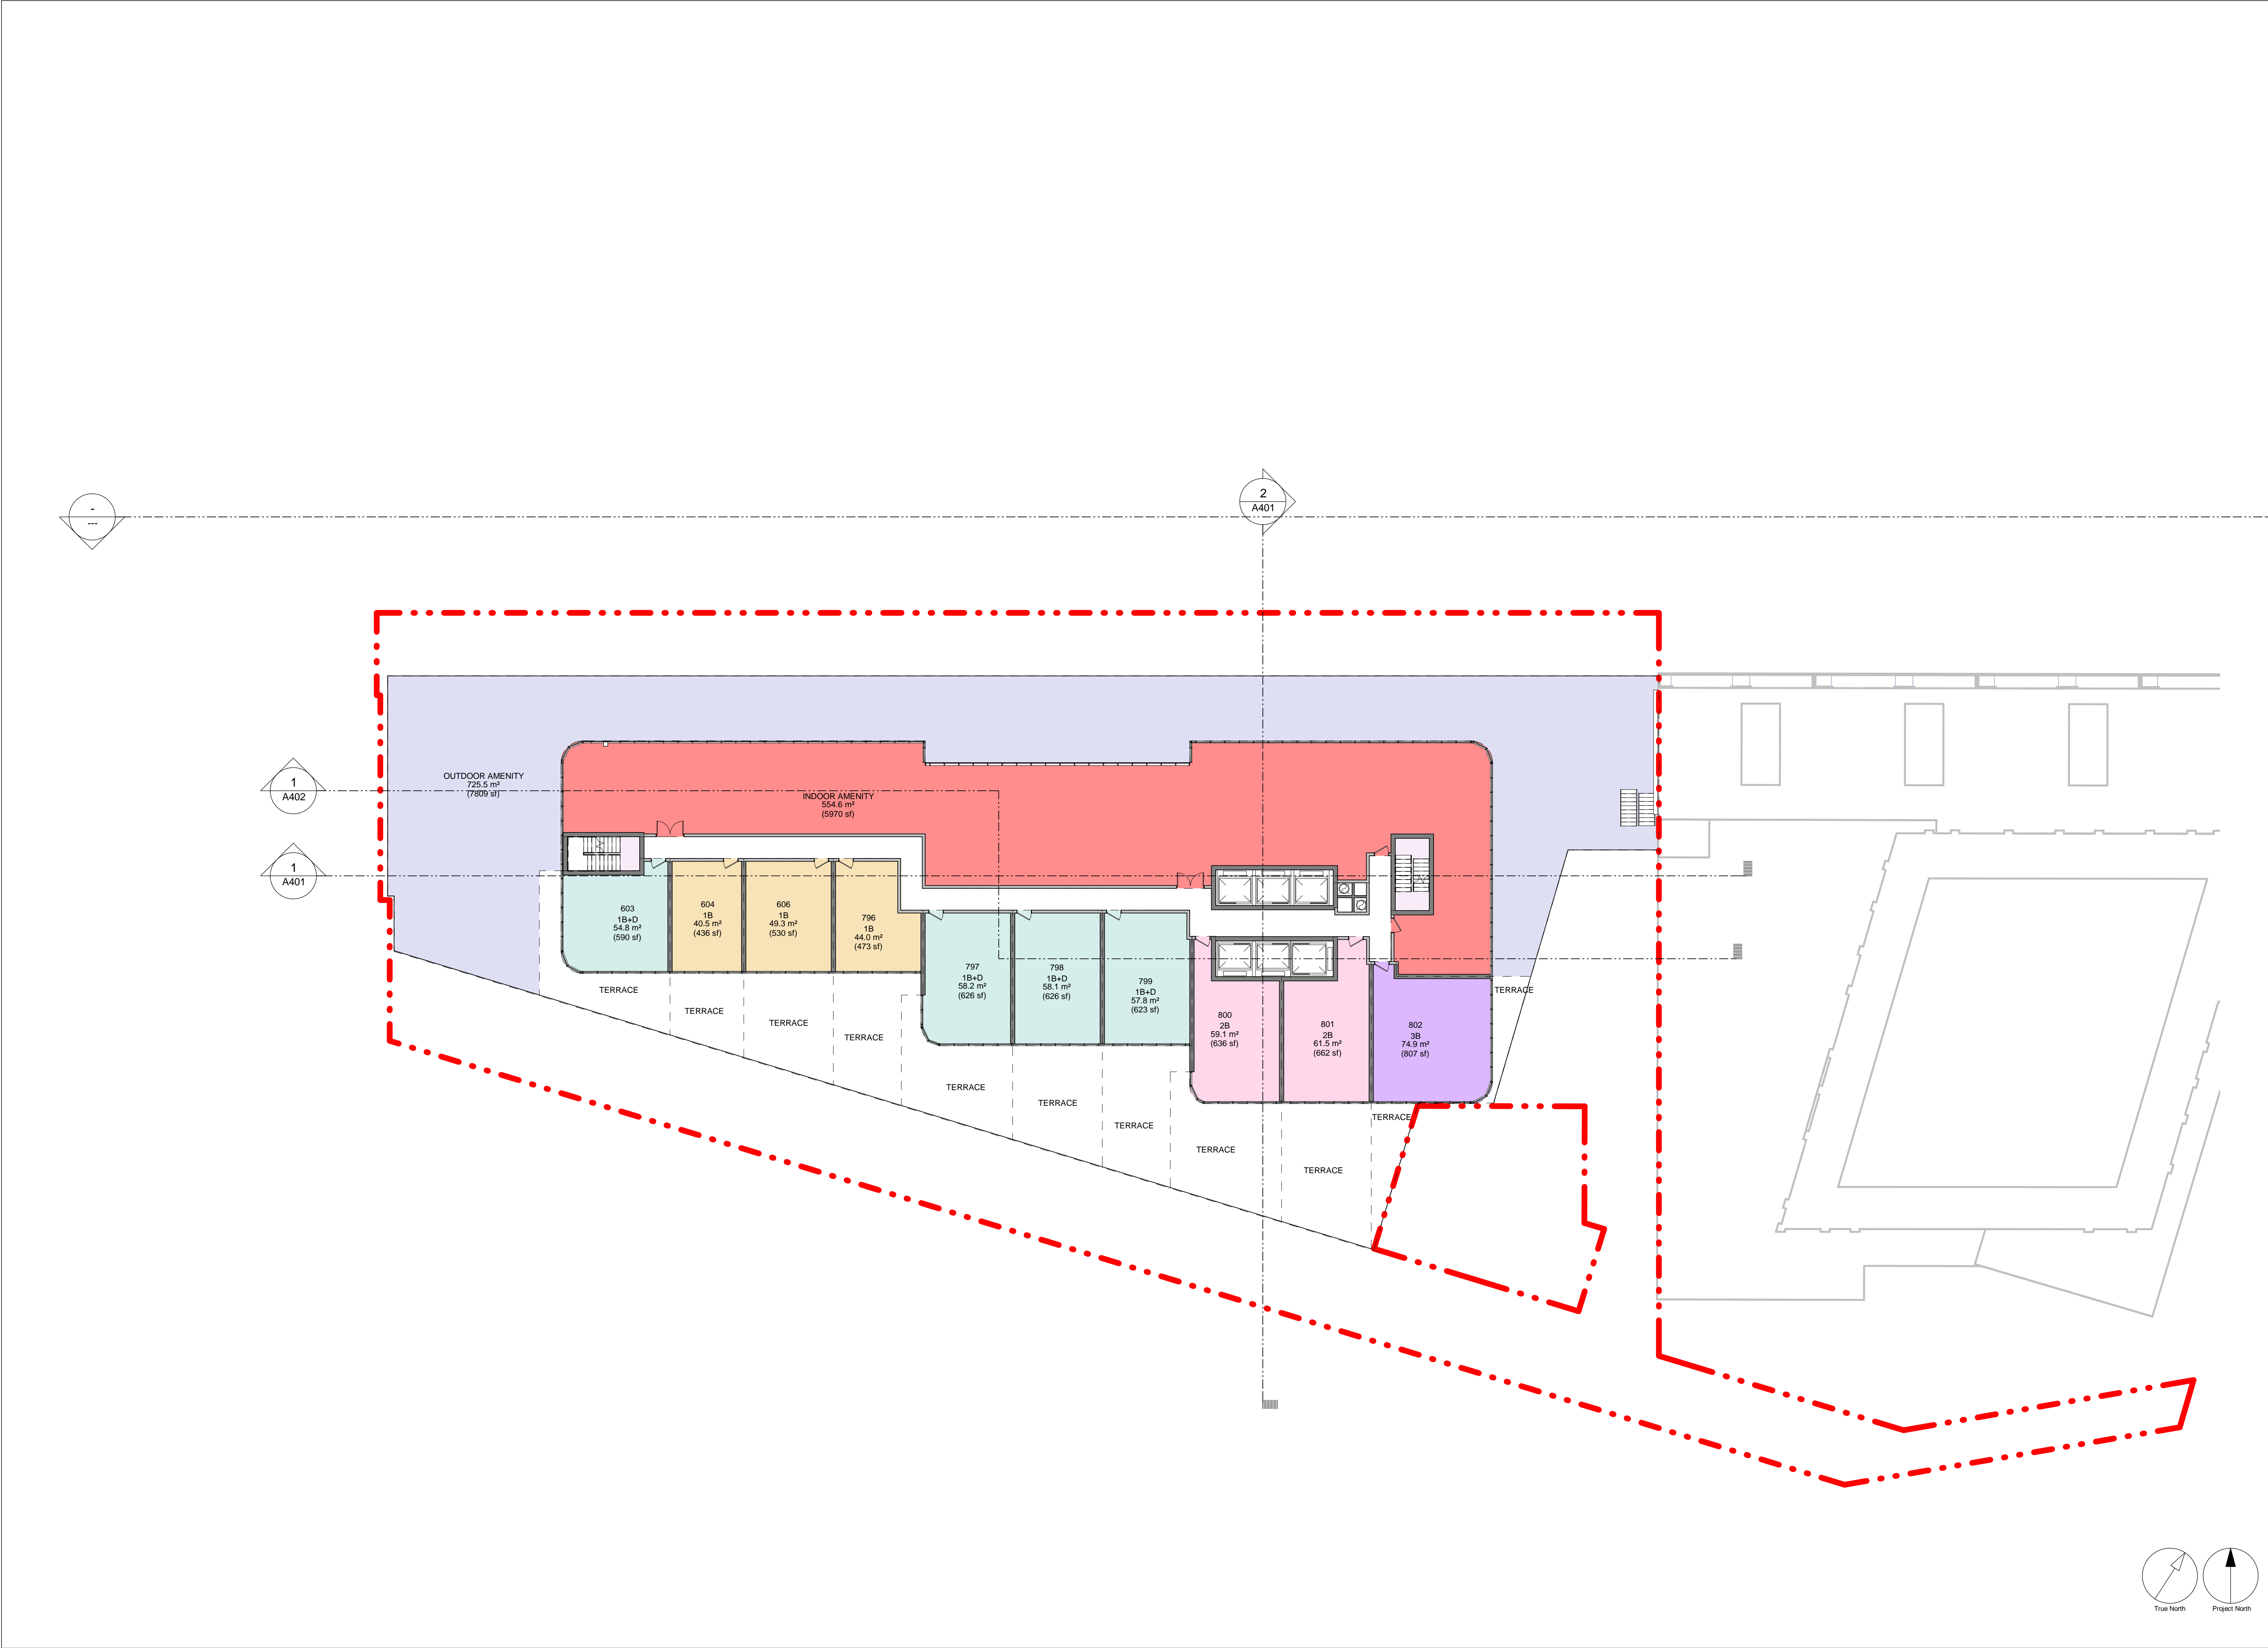 -
---
2
A401
1
A402
1
A401
OUTDOOR AMENITY
725.5 m²
(7809 sf)
INDOOR AMENITY
554.6 m²
(5970 sf)
603
1B+D
54.8 m²
(590 sf)
604
1B
40.5 m²
(436 sf)
606
1B
49.3 m²
(530 sf)
796
1B
44.0 m²
(473 sf)
797
1B+D
58.2 m²
(626 sf)
798
1B+D
58.1 m²
(626 sf)
799
1B+D
57.8 m²
(623 sf)
800
2B
59.1 m²
(636 sf)
801
2B
61.5 m²
(662 sf)
802
3B
74.9 m²
(807 sf)
TERRACE
TERRACE
TERRACE
TERRACE
TERRACE
TERRACE
TERRACE
TERRACE
TERRACE
TERRACE
TERRACE
True North
Project North